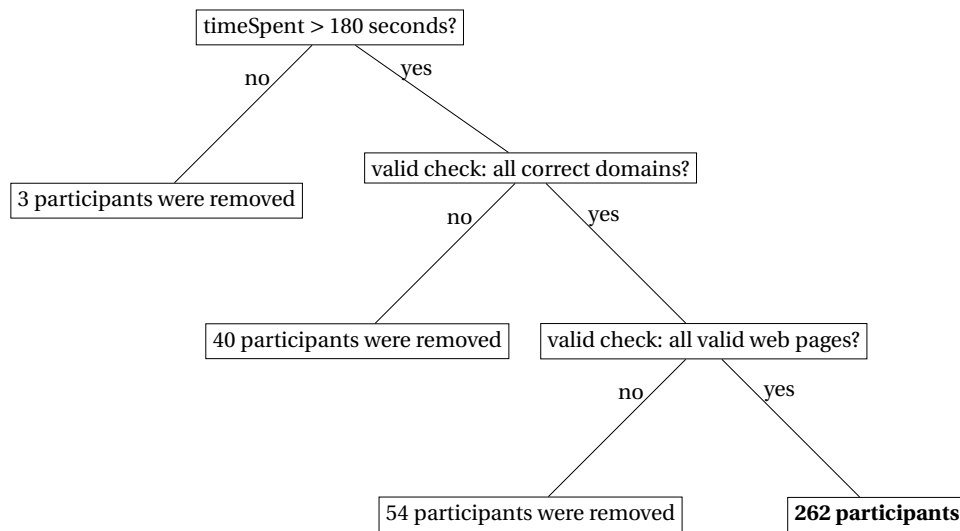 timeSpent > 180 seconds?
no
yes
valid check: all correct domains?
3 participants were removed
no
yes
40 participants were removed
valid check: all valid web pages?
no
yes
54 participants were removed
262 participants